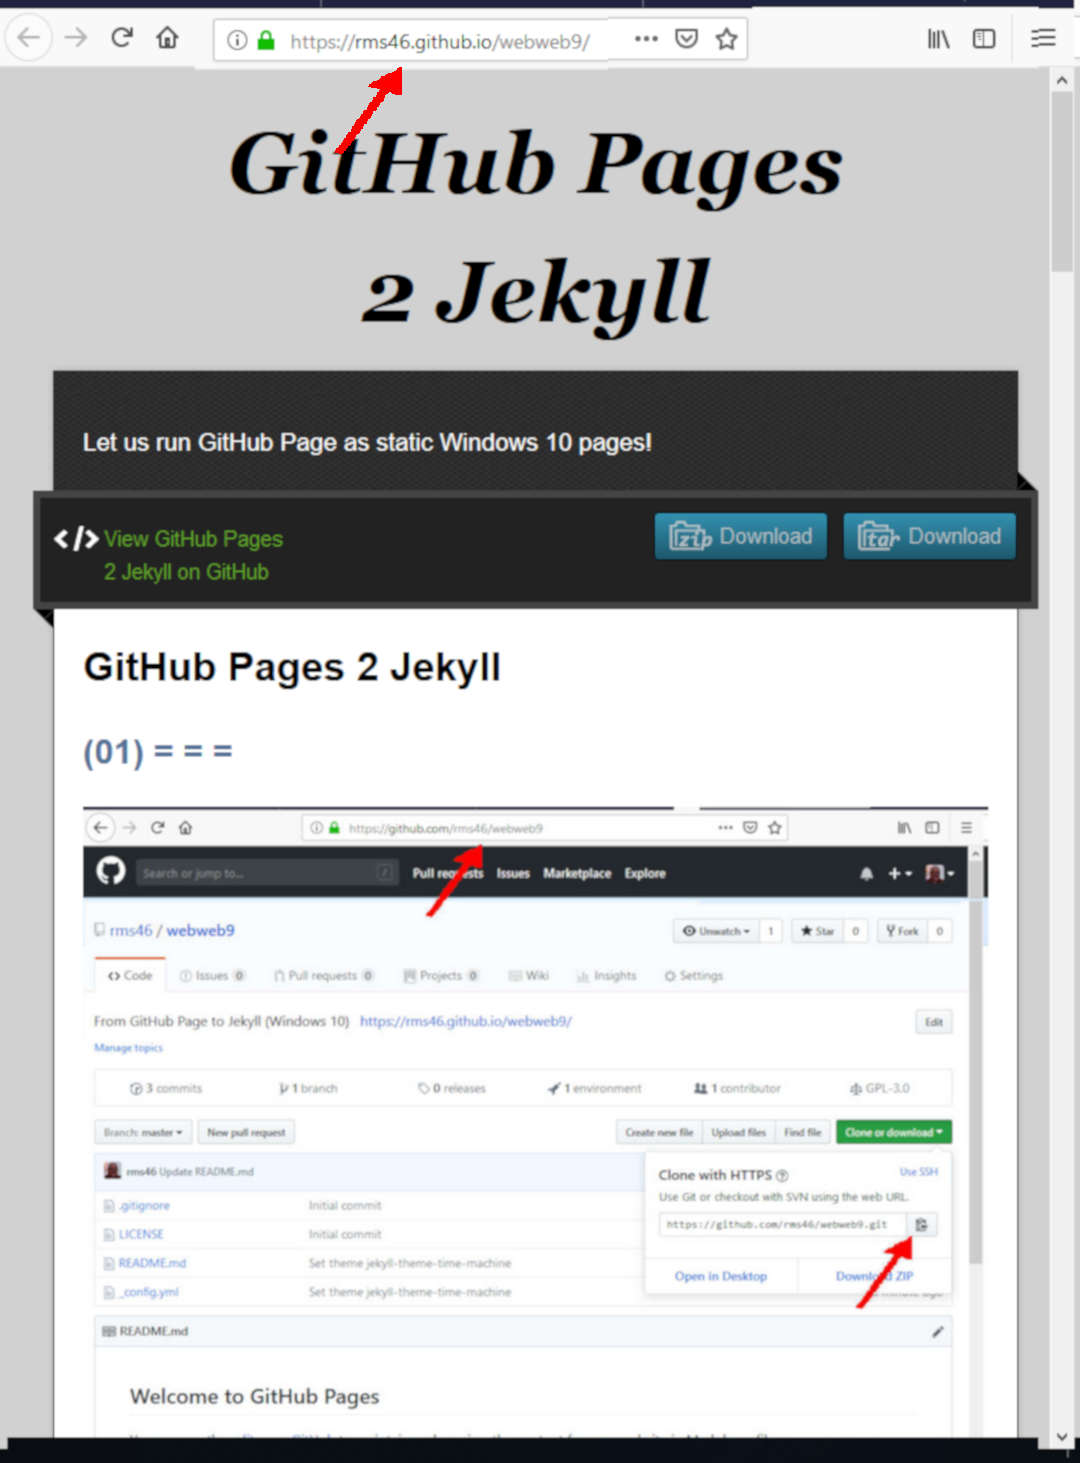 https://rms46.github.io/webweb9/
GitHub Pages
2 Jekyll
Let us run GitHub Page as static Windows 10 pages!
</> View GitHub Pages
2 Jekyll on GitHub
zip Download
tar Download
GitHub Pages 2 Jekyll
(01) = = =
https://github.com/rms46/webweb9
Search or jump to... /
Pull requests Issues Marketplace Explore
rms46 / webweb9
Unwatch 1 Star 0 Fork 0
Code Issues 0 Pull requests 0 Projects 0 Wiki Insights Settings
From GitHub Page to Jekyll (Windows 10) https://rms46.github.io/webweb9/ Edit
Manage topics
3 commits 1 branch 0 releases 1 environment 1 contributor GPL-3.0
Branch: master New pull request Create new file Upload files Find file Clone or download
rms46 Update README.md
.gitignore Initial commit
LICENSE Initial commit
README.md Set theme jekyll-theme-time-machine
_config.yml Set theme jekyll-theme-time-machine
Clone with HTTPS ? Use SSH
Use Git or checkout with SVN using the web URL.
https://github.com/rms46/webweb9.git
Open in Desktop Download ZIP
README.md
Welcome to GitHub Pages